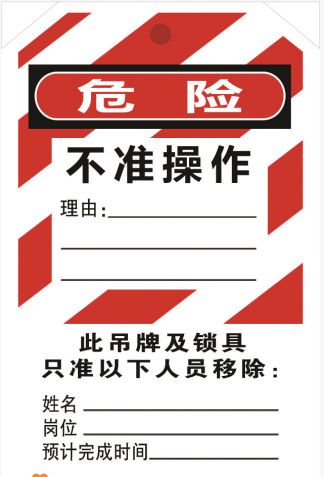 危 险
不准操作
理由:
此吊牌及锁具
只准以下人员移除:
姓名
岗位
预计完成时间